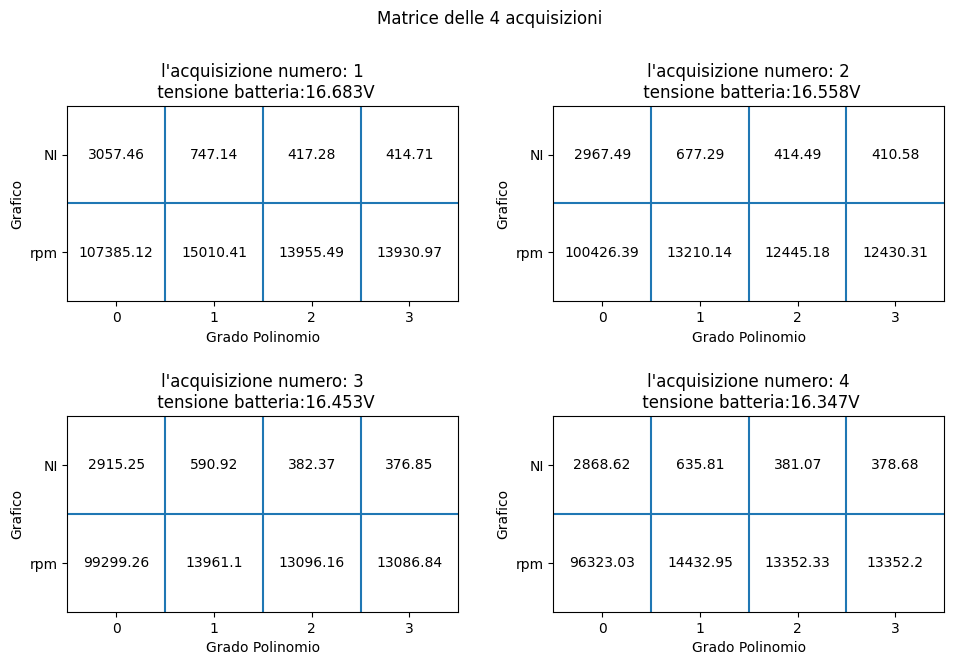 Matrice delle 4 acquisizioni
l'acquisizione numero: 1
tensione batteria:16.683V
Grafico
NI 3057.46 747.14 417.28 414.71
rpm 107385.12 15010.41 13955.49 13930.97
0 1 2 3
Grado Polinomio
l'acquisizione numero: 2
tensione batteria:16.558V
Grafico
NI 2967.49 677.29 414.49 410.58
rpm 100426.39 13210.14 12445.18 12430.31
0 1 2 3
Grado Polinomio
l'acquisizione numero: 3
tensione batteria:16.453V
Grafico
NI 2915.25 590.92 382.37 376.85
rpm 99299.26 13961.1 13096.16 13086.84
0 1 2 3
Grado Polinomio
l'acquisizione numero: 4
tensione batteria:16.347V
Grafico
NI 2868.62 635.81 381.07 378.68
rpm 96323.03 14432.95 13352.33 13352.2
0 1 2 3
Grado Polinomio